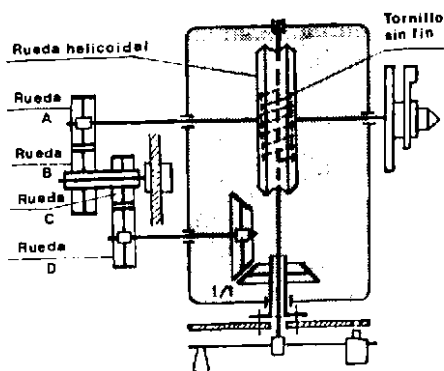 Tornillo
sin fin
Rueda helicoidal
Rueda
A
Rueda
B
Rueda
C
Rueda
D
1/1